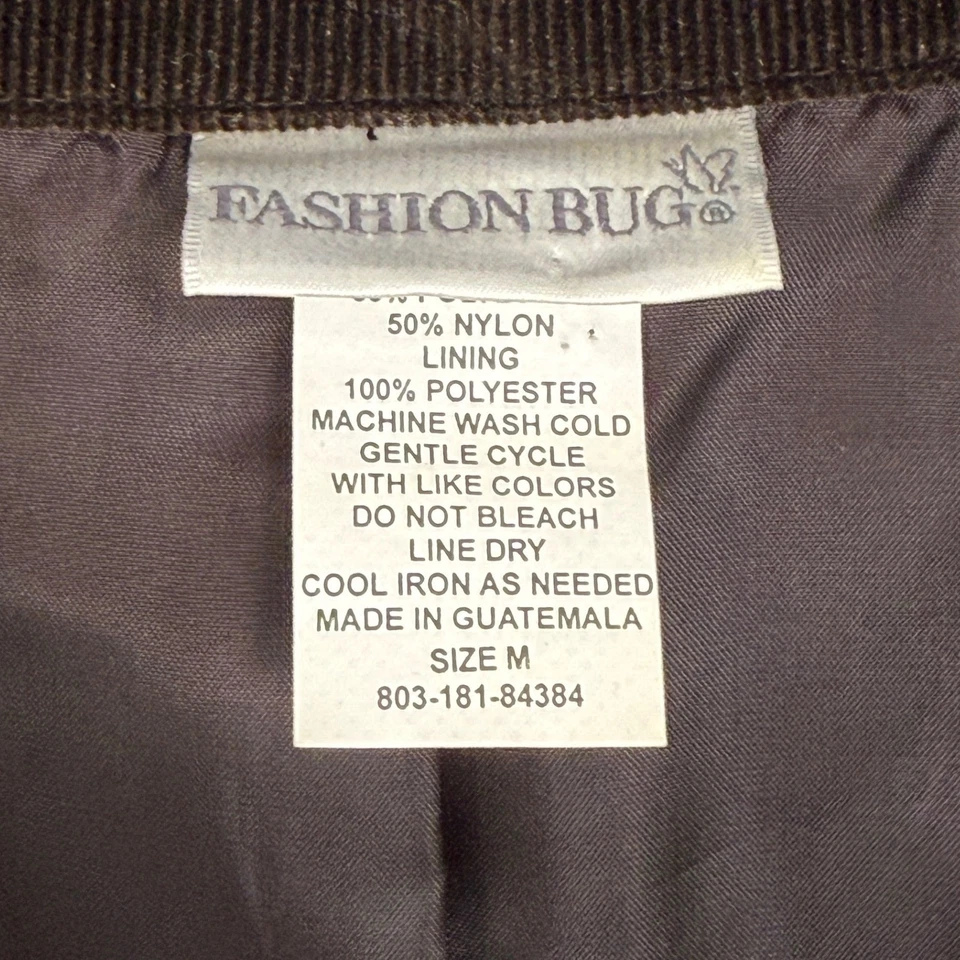 FASHION BUG®
50% NYLON
LINING
100% POLYESTER
MACHINE WASH COLD
GENTLE CYCLE
WITH LIKE COLORS
DO NOT BLEACH
LINE DRY
COOL IRON AS NEEDED
MADE IN GUATEMALA
SIZE M
803-181-84384